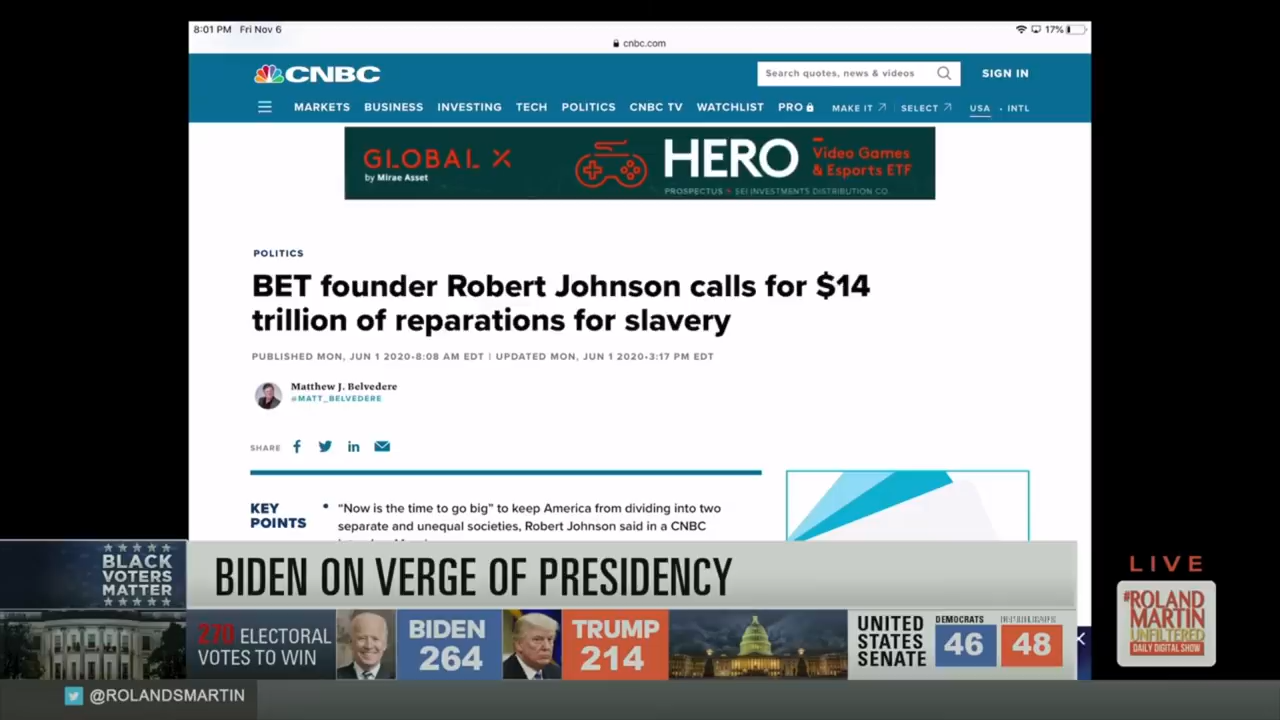 8:01 PM Fri Nov 6
17%
cnbc.com
CNBC
Search quotes, news & videos
SIGN IN
MARKETS BUSINESS INVESTING TECH POLITICS CNBC TV WATCHLIST PRO MAKE IT SELECT USA · INTL
GLOBAL X
by Mirae Asset
HERO
Video Games
& Esports ETF
PROSPECTUS • SEI INVESTMENTS DISTRIBUTION CO.
POLITICS
BET founder Robert Johnson calls for $14
trillion of reparations for slavery
PUBLISHED MON, JUN 1 2020•8:08 AM EDT | UPDATED MON, JUN 1 2020•3:17 PM EDT
Matthew J. Belvedere
@MATT_BELVEDERE
SHARE
KEY
POINTS
• “Now is the time to go big” to keep America from dividing into two
separate and unequal societies, Robert Johnson said in a CNBC
BLACK
VOTERS
MATTER
BIDEN ON VERGE OF PRESIDENCY
270 ELECTORAL
VOTES TO WIN
BIDEN
264
TRUMP
214
UNITED
STATES
SENATE
DEMOCRATS
46
48
LIVE
#ROLAND
MARTIN
UNFILTERED
DAILY DIGITAL SHOW
@ROLANDSMARTIN